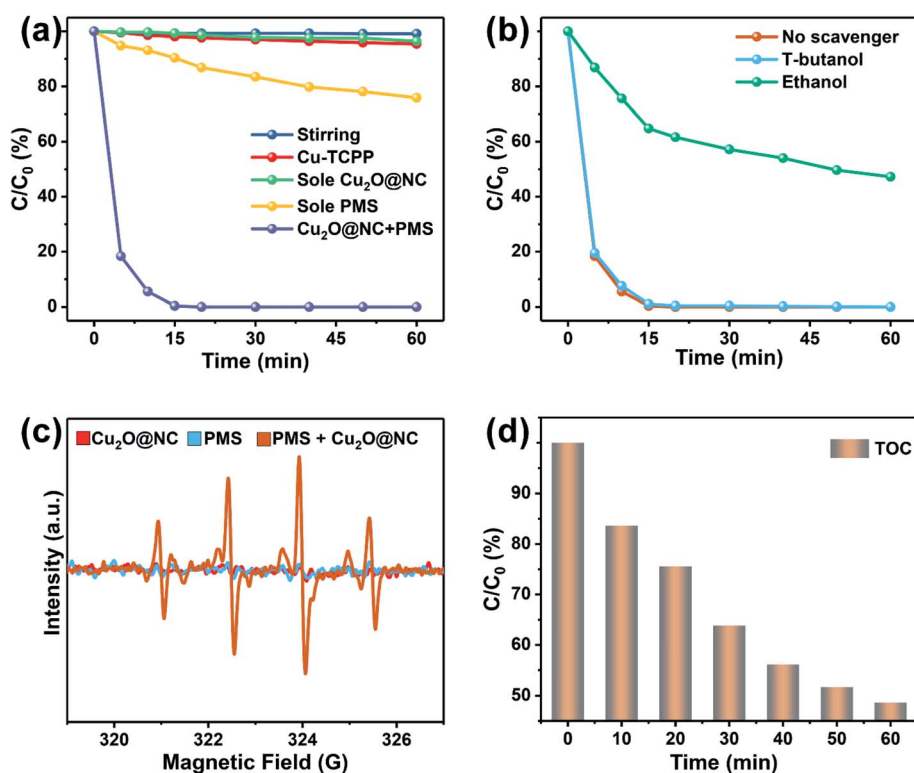 (a)
C/C₀ (%)
80
60
40
20
0
Stirring
Cu-TCPP
Sole Cu₂O@NC
Sole PMS
Cu₂O@NC+PMS
0 15 30 45 60
Time (min)
(b)
C/C₀ (%)
80
60
40
20
0
No scavenger
T-butanol
Ethanol
0 15 30 45 60
Time (min)
(c)
Cu₂O@NC PMS PMS + Cu₂O@NC
Intensity (a.u.)
320 322 324 326
Magnetic Field (G)
(d)
TOC
C/C₀ (%)
90
80
70
60
50
0 10 20 30 40 50 60
Time (min)